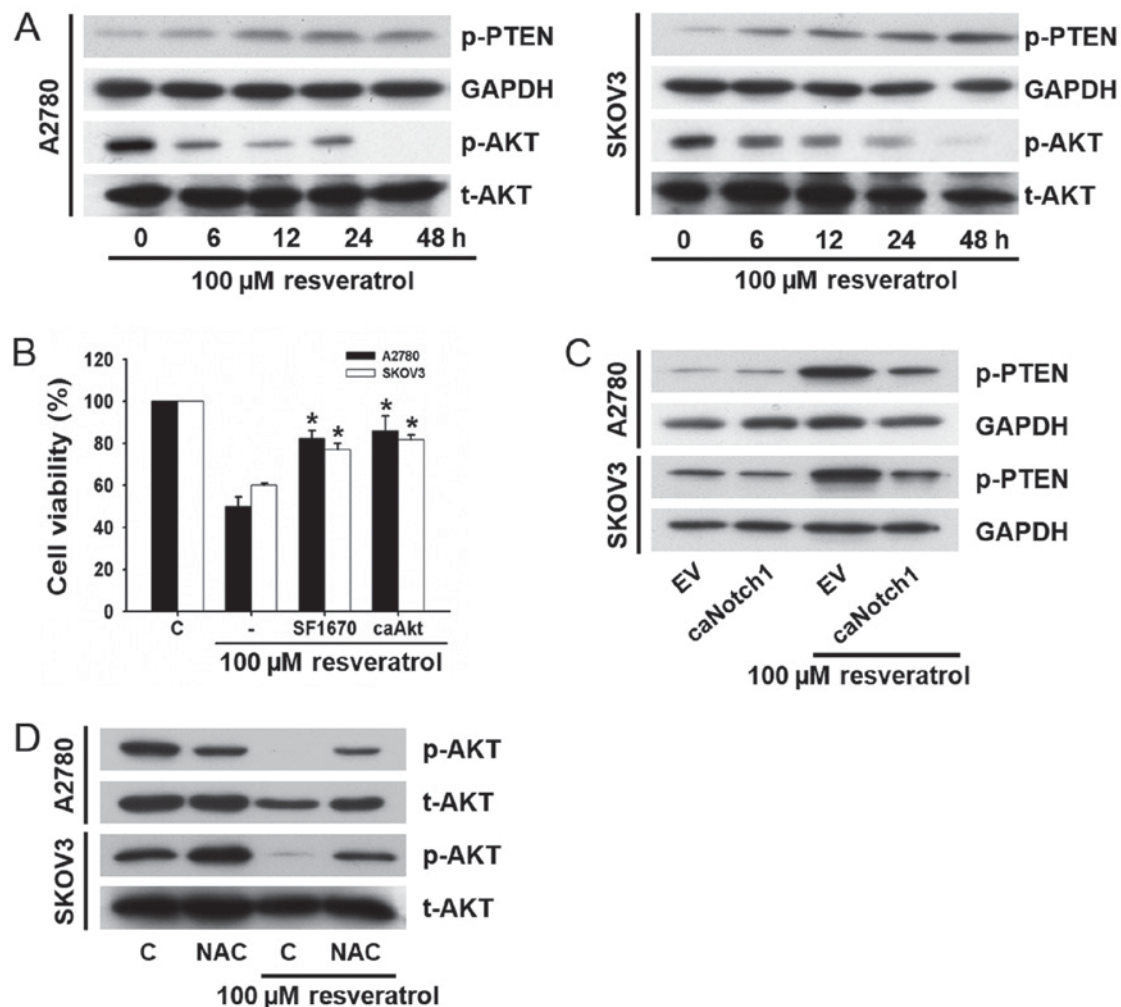 A
A2780
p-PTEN
GAPDH
p-AKT
t-AKT
0 6 12 24 48 h
100 µM resveratrol
SKOV3
p-PTEN
GAPDH
p-AKT
t-AKT
0 6 12 24 48 h
100 µM resveratrol
B
Cell viability (%)
120
100
80
60
40
20
0
A2780
SKOV3
* * * *
C - SF1670 caAkt
100 µM resveratrol
C
A2780
p-PTEN
GAPDH
SKOV3
p-PTEN
GAPDH
EV caNotch1 EV caNotch1
100 µM resveratrol
D
A2780
p-AKT
t-AKT
SKOV3
p-AKT
t-AKT
C NAC C NAC
100 µM resveratrol